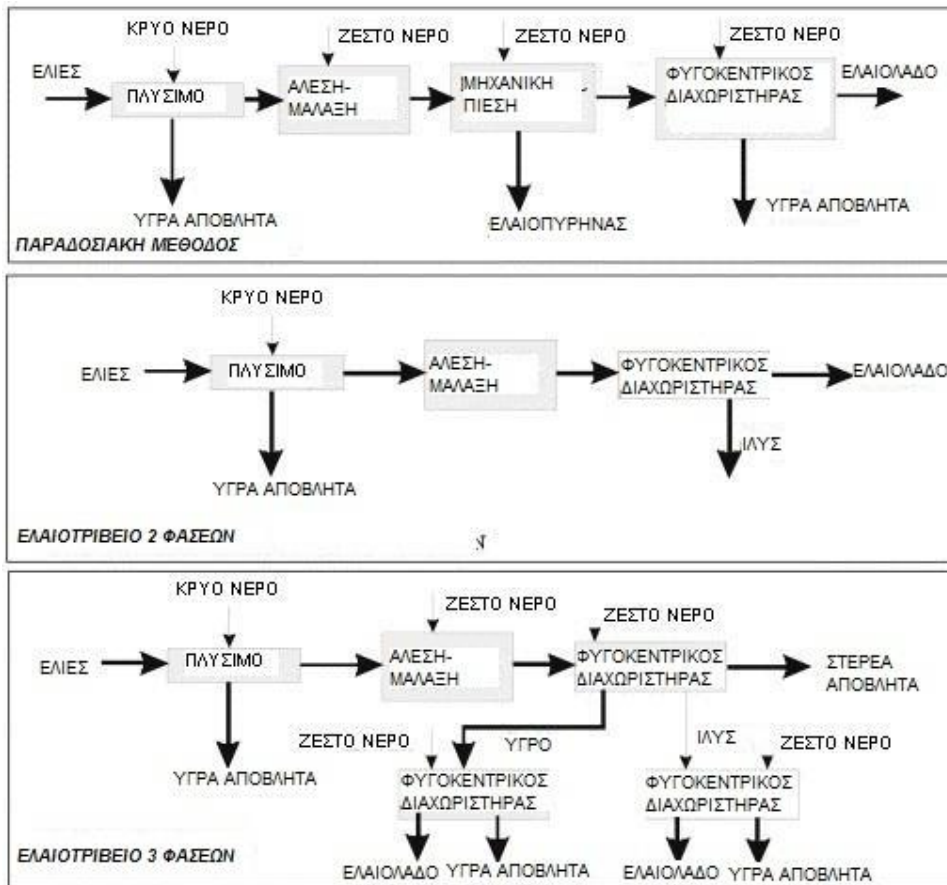 ΚΡΥΟ ΝΕΡΟ
ΖΕΣΤΟ ΝΕΡΟ
ΖΕΣΤΟ ΝΕΡΟ
ΖΕΣΤΟ ΝΕΡΟ
ΕΛΙΕΣ
ΠΛΥΣΙΜΟ
ΑΛΕΣΗ-
ΜΑΛΑΞΗ
ΜΗΧΑΝΙΚΗ
ΠΙΕΣΗ
ΦΥΓΟΚΕΝΤΡΙΚΟΣ
ΔΙΑΧΩΡΙΣΤΗΡΑΣ
ΕΛΑΙΟΛΑΔΟ
ΥΓΡΑ ΑΠΟΒΛΗΤΑ
ΕΛΑΙΟΠΥΡΗΝΑΣ
ΥΓΡΑ ΑΠΟΒΛΗΤΑ
ΠΑΡΑΔΟΣΙΑΚΗ ΜΕΘΟΔΟΣ
ΚΡΥΟ ΝΕΡΟ
ΕΛΙΕΣ
ΠΛΥΣΙΜΟ
ΑΛΕΣΗ-
ΜΑΛΑΞΗ
ΦΥΓΟΚΕΝΤΡΙΚΟΣ
ΔΙΑΧΩΡΙΣΤΗΡΑΣ
ΕΛΑΙΟΛΑΔΟ
ΥΓΡΑ ΑΠΟΒΛΗΤΑ
ΙΛΥΣ
ΕΛΑΙΟΤΡΙΒΕΙΟ 2 ΦΑΣΕΩΝ
ΚΡΥΟ ΝΕΡΟ
ΖΕΣΤΟ ΝΕΡΟ
ΖΕΣΤΟ ΝΕΡΟ
ΕΛΙΕΣ
ΠΛΥΣΙΜΟ
ΑΛΕΣΗ-
ΜΑΛΑΞΗ
ΦΥΓΟΚΕΝΤΡΙΚΟΣ
ΔΙΑΧΩΡΙΣΤΗΡΑΣ
ΣΤΕΡΕΑ
ΑΠΟΒΛΗΤΑ
ΖΕΣΤΟ ΝΕΡΟ
ΥΓΡΟ
ΙΛΥΣ
ΖΕΣΤΟ ΝΕΡΟ
ΥΓΡΑ ΑΠΟΒΛΗΤΑ
ΦΥΓΟΚΕΝΤΡΙΚΟΣ
ΔΙΑΧΩΡΙΣΤΗΡΑΣ
ΦΥΓΟΚΕΝΤΡΙΚΟΣ
ΔΙΑΧΩΡΙΣΤΗΡΑΣ
ΕΛΑΙΟΤΡΙΒΕΙΟ 3 ΦΑΣΕΩΝ
ΕΛΑΙΟΛΑΔΟ
ΥΓΡΑ ΑΠΟΒΛΗΤΑ
ΕΛΑΙΟΛΑΔΟ
ΥΓΡΑ ΑΠΟΒΛΗΤΑ